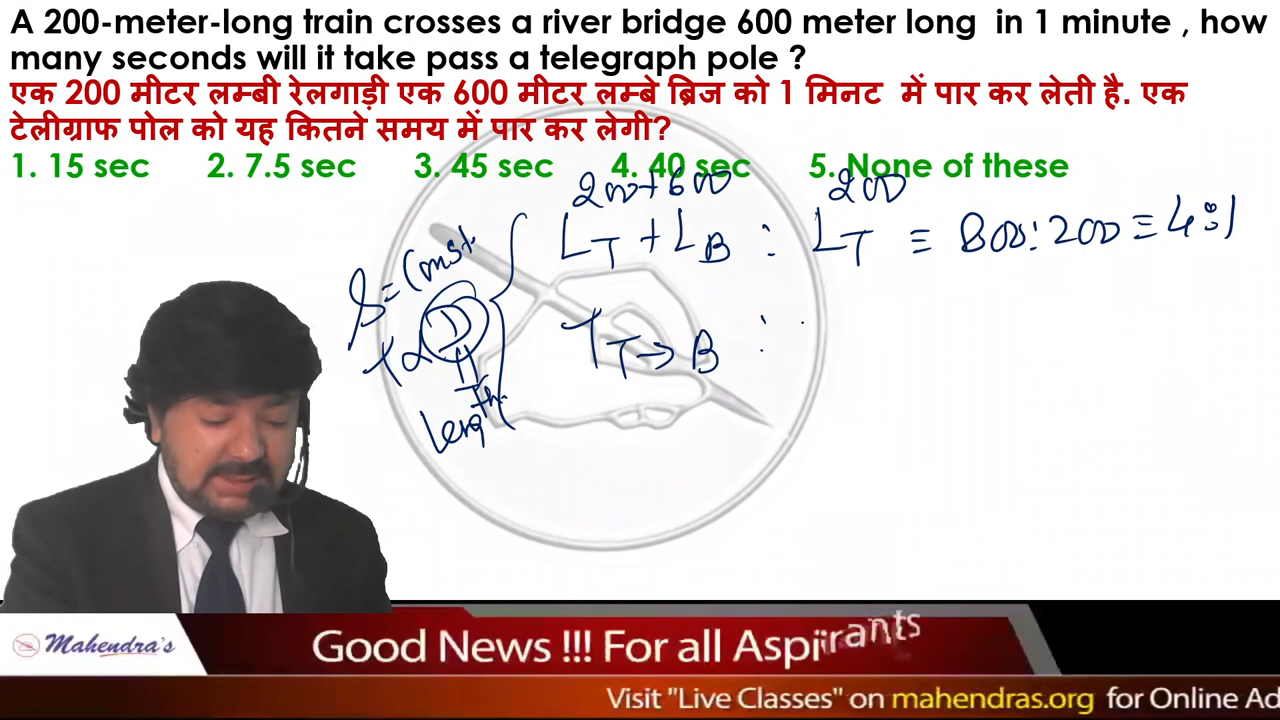 A 200-meter-long train crosses a river bridge 600 meter long in 1 minute , how
many seconds will it take pass a telegraph pole ?
एक 200 मीटर लम्बी रेलगाड़ी एक 600 मीटर लम्बे ब्रिज को 1 मिनट में पार कर लेती है. एक
टेलीग्राफ पोल को यह कितने समय में पार कर लेगी?
1. 15 sec 2. 7.5 sec 3. 45 sec 4. 40 sec 5. None of these
200+600 200
L_T + L_B : L_T ≡ 800:200 ≡ 4:1
S = Const.
T ∝ D
Length
T_T→B :
Mahendra's
Good News !!! For all Aspirants
Visit "Live Classes" on mahendras.org for Online Ad